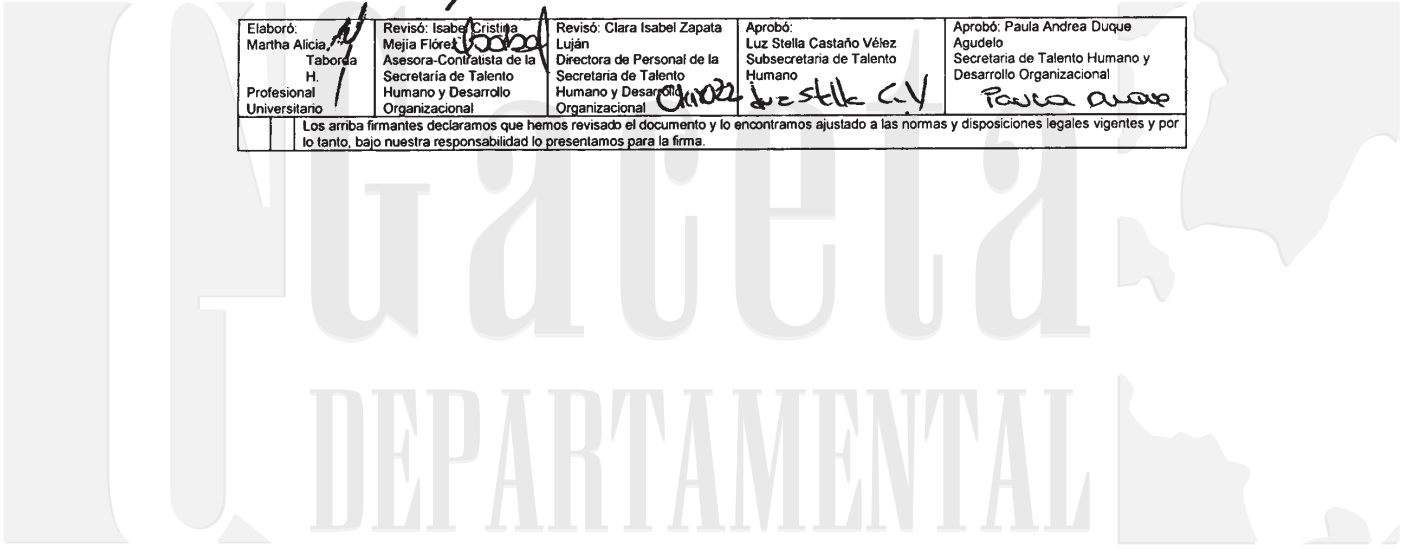 Elaboró:
Martha Alicia
Taborda
H.
Profesional
Universitario
Revisó: Isabel Cristina
Mejía Flórez
Asesora-Contratista de la
Secretaría de Talento
Humano y Desarrollo
Organizacional
Revisó: Clara Isabel Zapata
Luján
Directora de Personal de la
Secretaria de Talento
Humano y Desarrollo
Organizacional
Aprobó:
Luz Stella Castaño Vélez
Subsecretaria de Talento
Humano
Luz Stella C.V
Aprobó: Paula Andrea Duque
Agudelo
Secretaria de Talento Humano y
Desarrollo Organizacional
Paula Duque
Los arriba firmantes declaramos que hemos revisado el documento y lo encontramos ajustado a las normas y disposiciones legales vigentes y por
lo tanto, bajo nuestra responsabilidad lo presentamos para la firma.
Gaceta
DEPARTAMENTAL